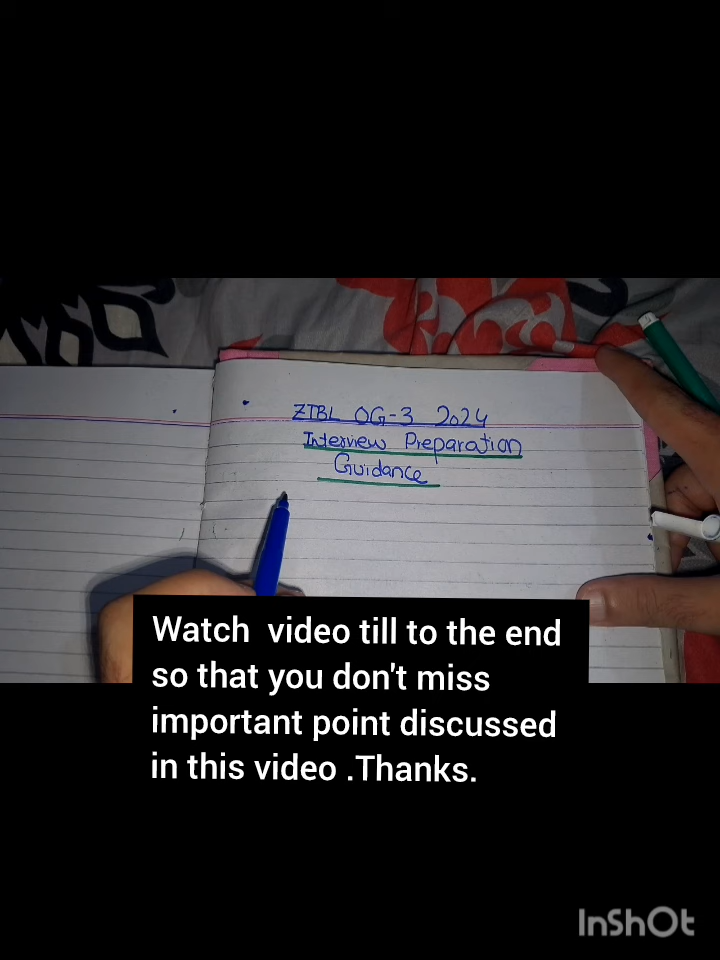 ZTBL OG-3 2024
Interview Preparation
Guidance
Watch video till to the end
so that you don't miss
important point discussed
in this video .Thanks.
InShOt